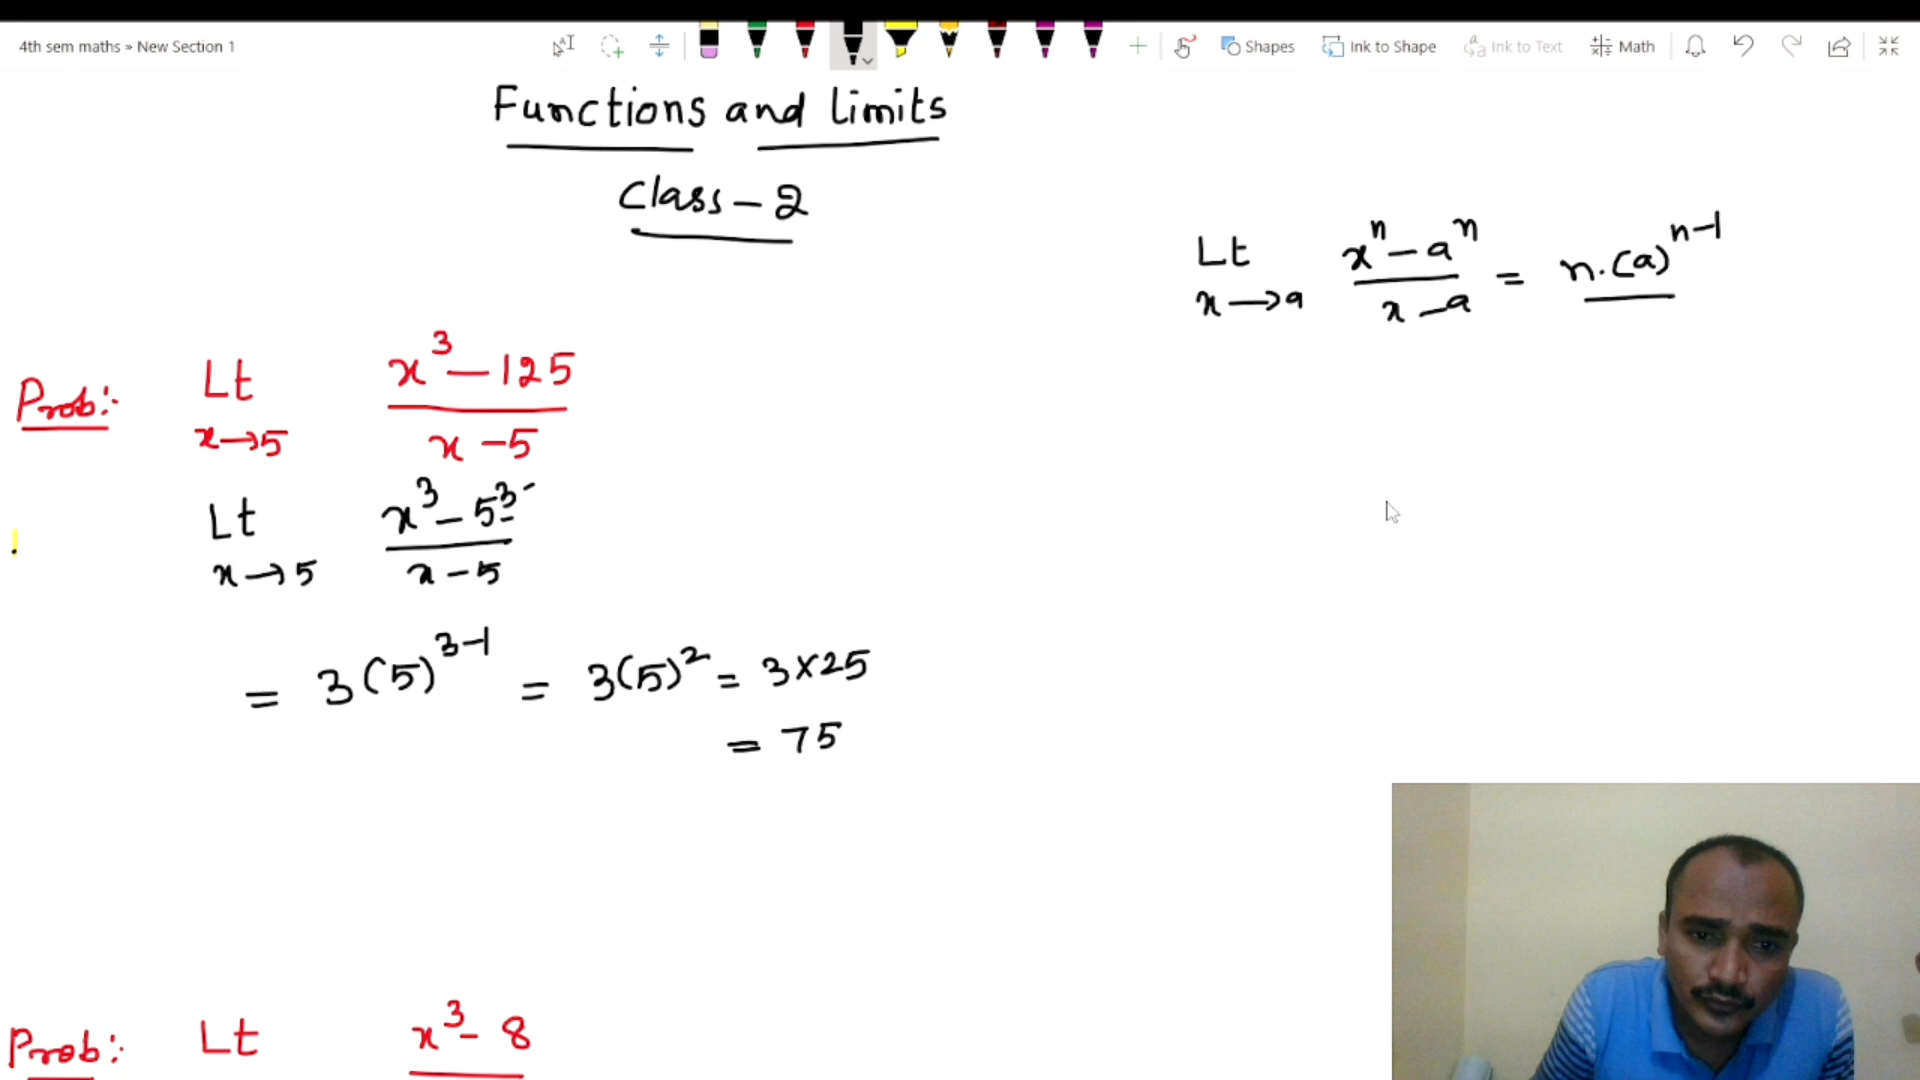 4th sem maths » New Section 1
Shapes Ink to Shape Ink to Text Math
Functions and limits
Class - 2
Lt x→a (x^n - a^n)/(x - a) = n.(a)^(n-1)
Prob:- Lt x→5 (x^3 - 125)/(x - 5)
Lt x→5 (x^3 - 5^3)/(x - 5)
= 3(5)^(3-1) = 3(5)^2 = 3×25
= 75
Prob:- Lt x^3 - 8